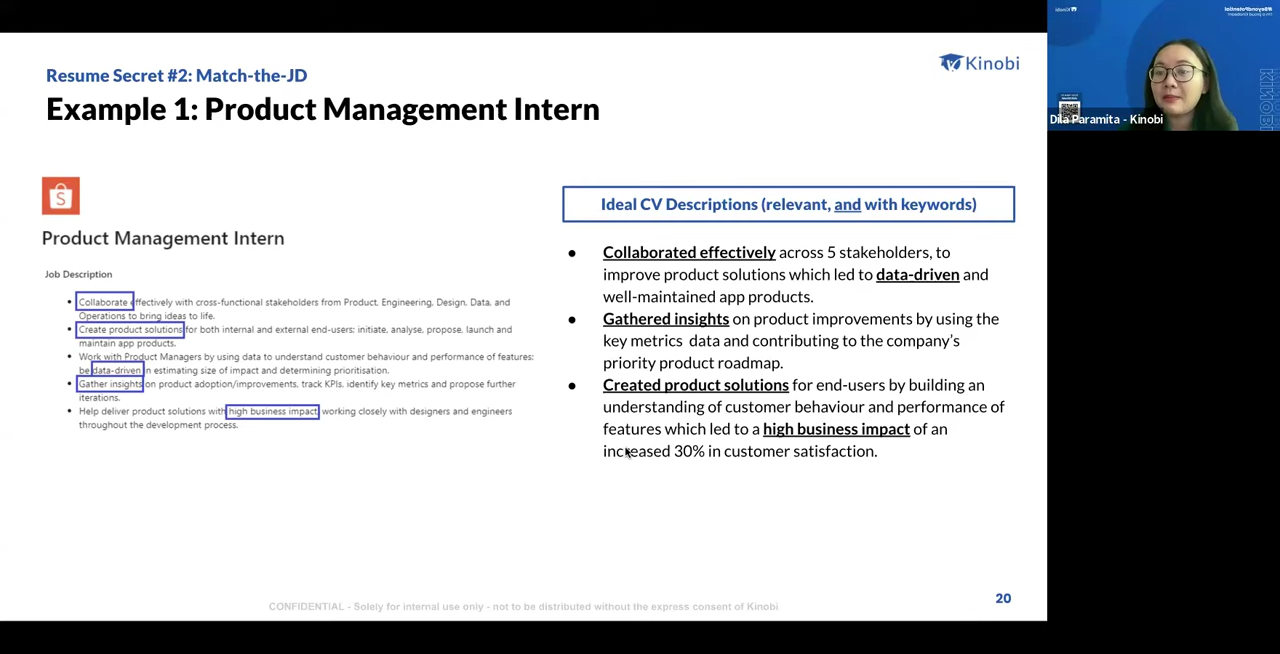 Resume Secret #2: Match-the-JD
Kinobi
Example 1: Product Management Intern
S
Product Management Intern
Job Description
• Collaborate effectively with cross-functional stakeholders from Product, Engineering, Design, Data, and
Operations to bring ideas to life.
• Create product solutions for both internal and external end-users: initiate, analyse, propose, launch and
maintain app products.
• Work with Product Managers by using data to understand customer behaviour and performance of features:
be data-driven in estimating size of impact and determining prioritisation.
• Gather insights on product adoption/improvements, track KPIs, identify key metrics and propose further
iterations.
• Help deliver product solutions with high business impact, working closely with designers and engineers
throughout the development process.
Ideal CV Descriptions (relevant, and with keywords)
● Collaborated effectively across 5 stakeholders, to
improve product solutions which led to data-driven and
well-maintained app products.
● Gathered insights on product improvements by using the
key metrics data and contributing to the company's
priority product roadmap.
● Created product solutions for end-users by building an
understanding of customer behaviour and performance of
features which led to a high business impact of an
increased 30% in customer satisfaction.
CONFIDENTIAL - Solely for internal use only - not to be distributed without the express consent of Kinobi
20
Dila Paramita - Kinobi
KINOBI